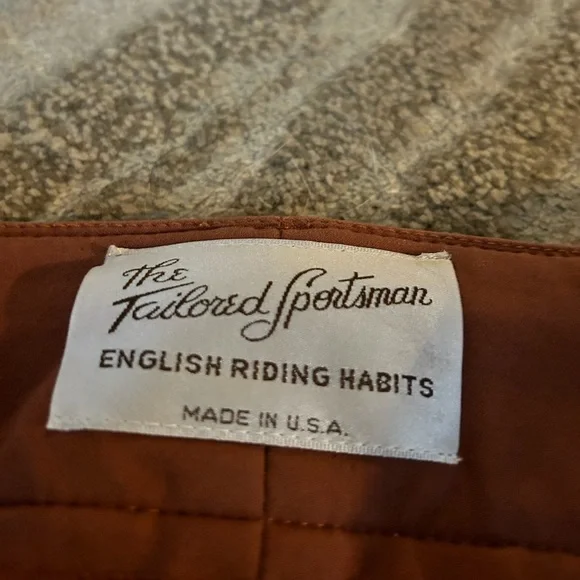 The
Tailored Sportsman
ENGLISH RIDING HABITS
MADE IN U.S.A.